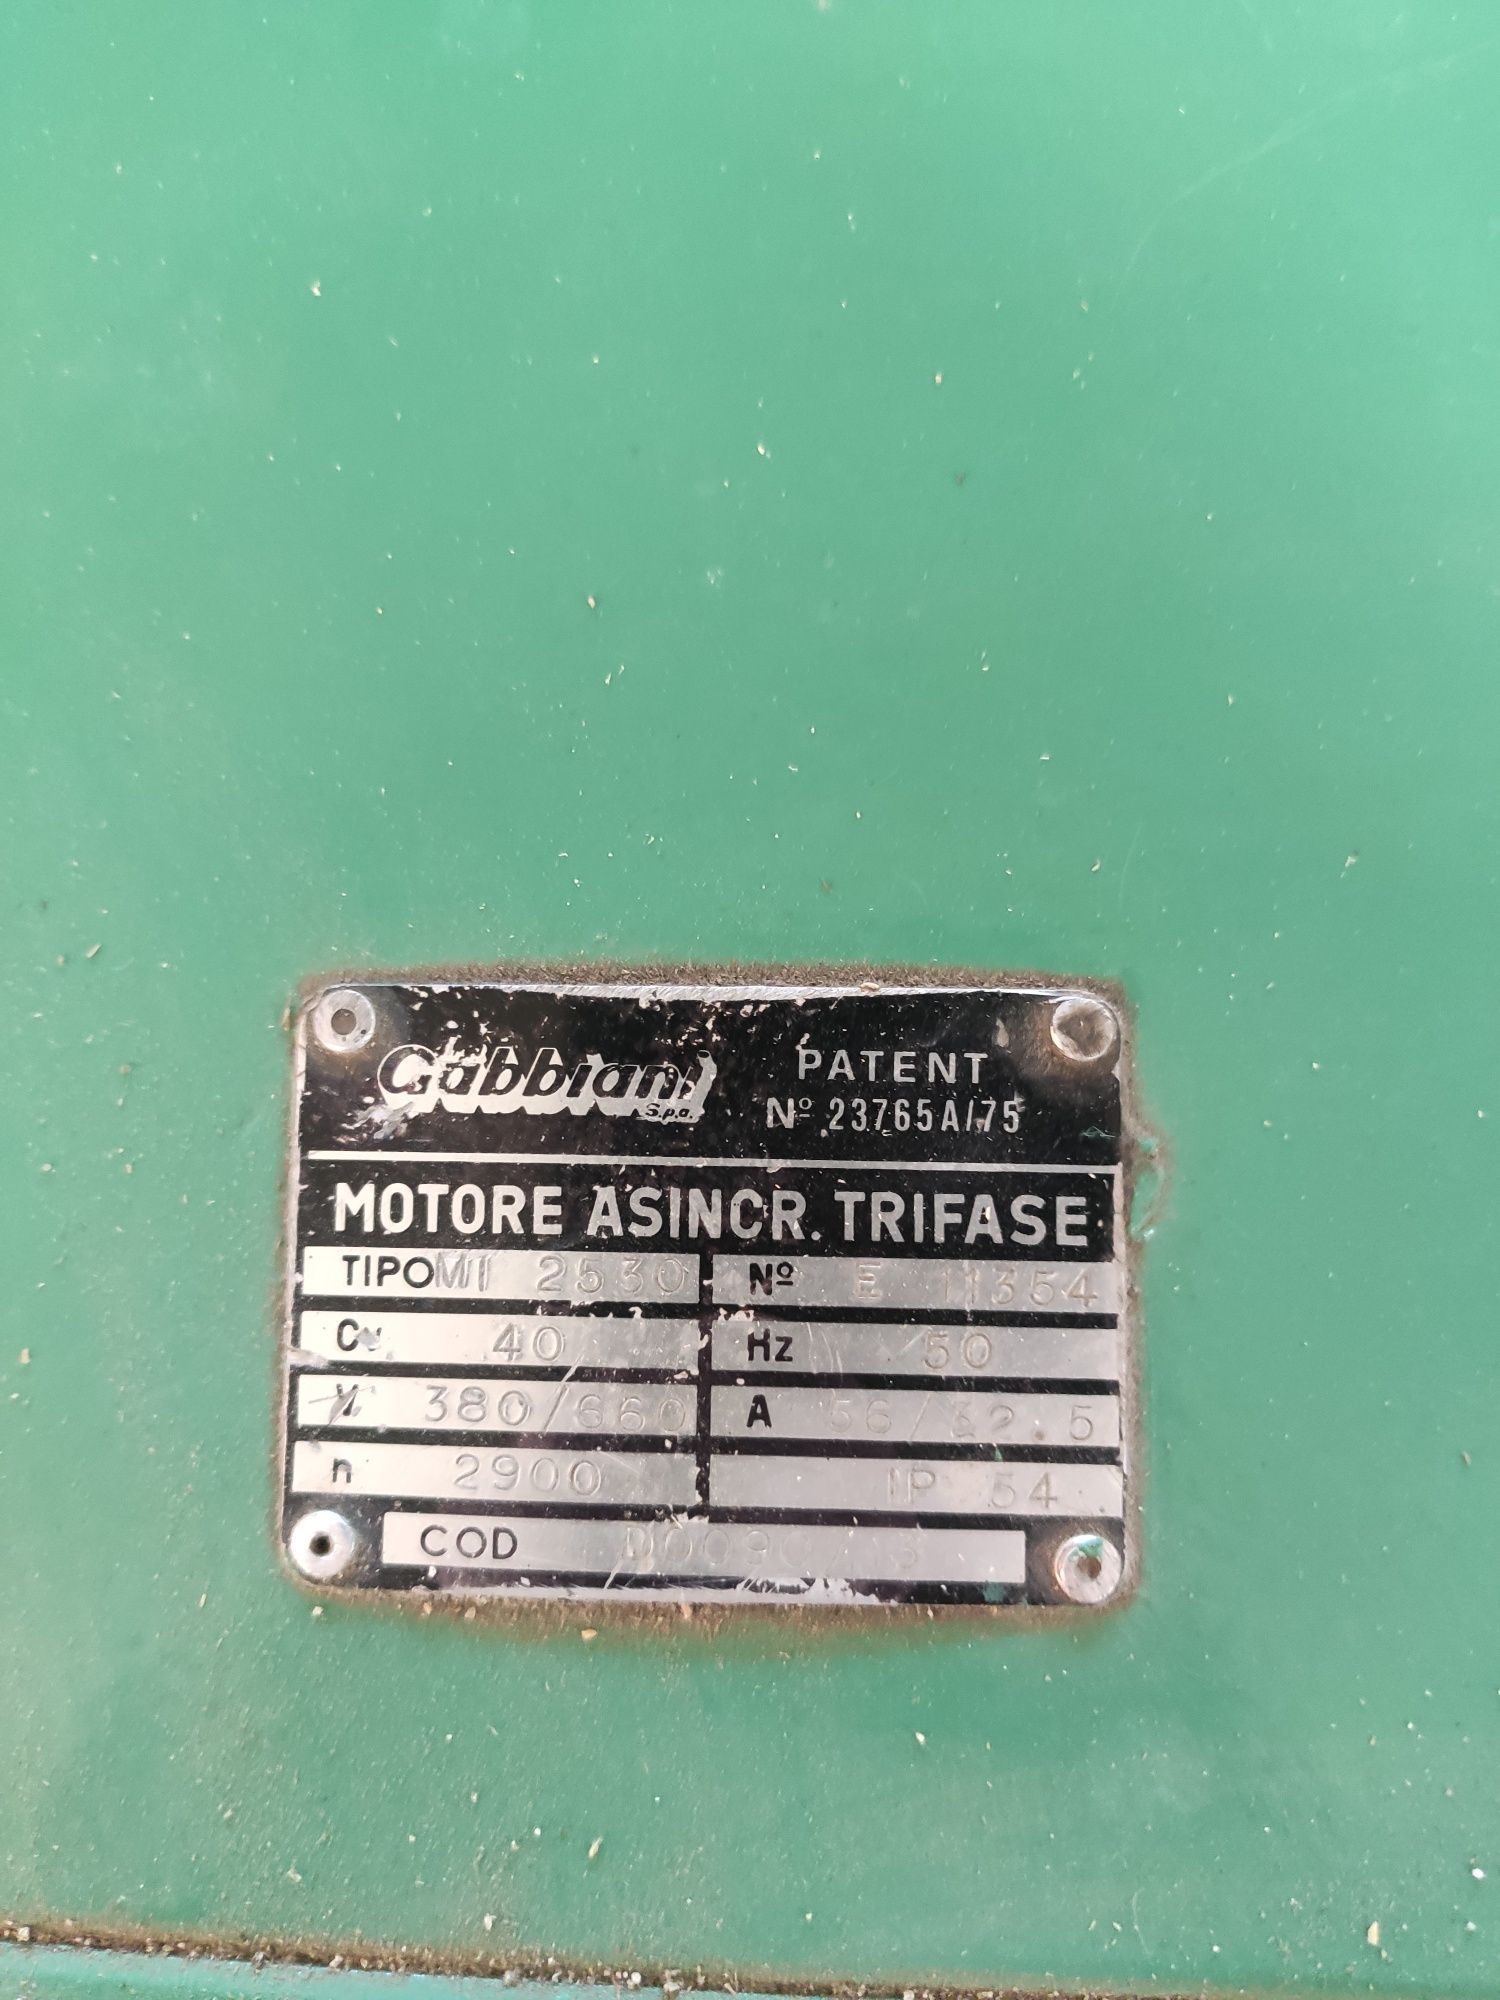 Gabbiani S.p.a.
PATENT
Nº 23765A/75
MOTORE ASINCR. TRIFASE
TIPO MI 2530 Nº E 11354
Cv 40 Hz 50
V 380/660 A 56/32.5
n 2900 IP 54
COD